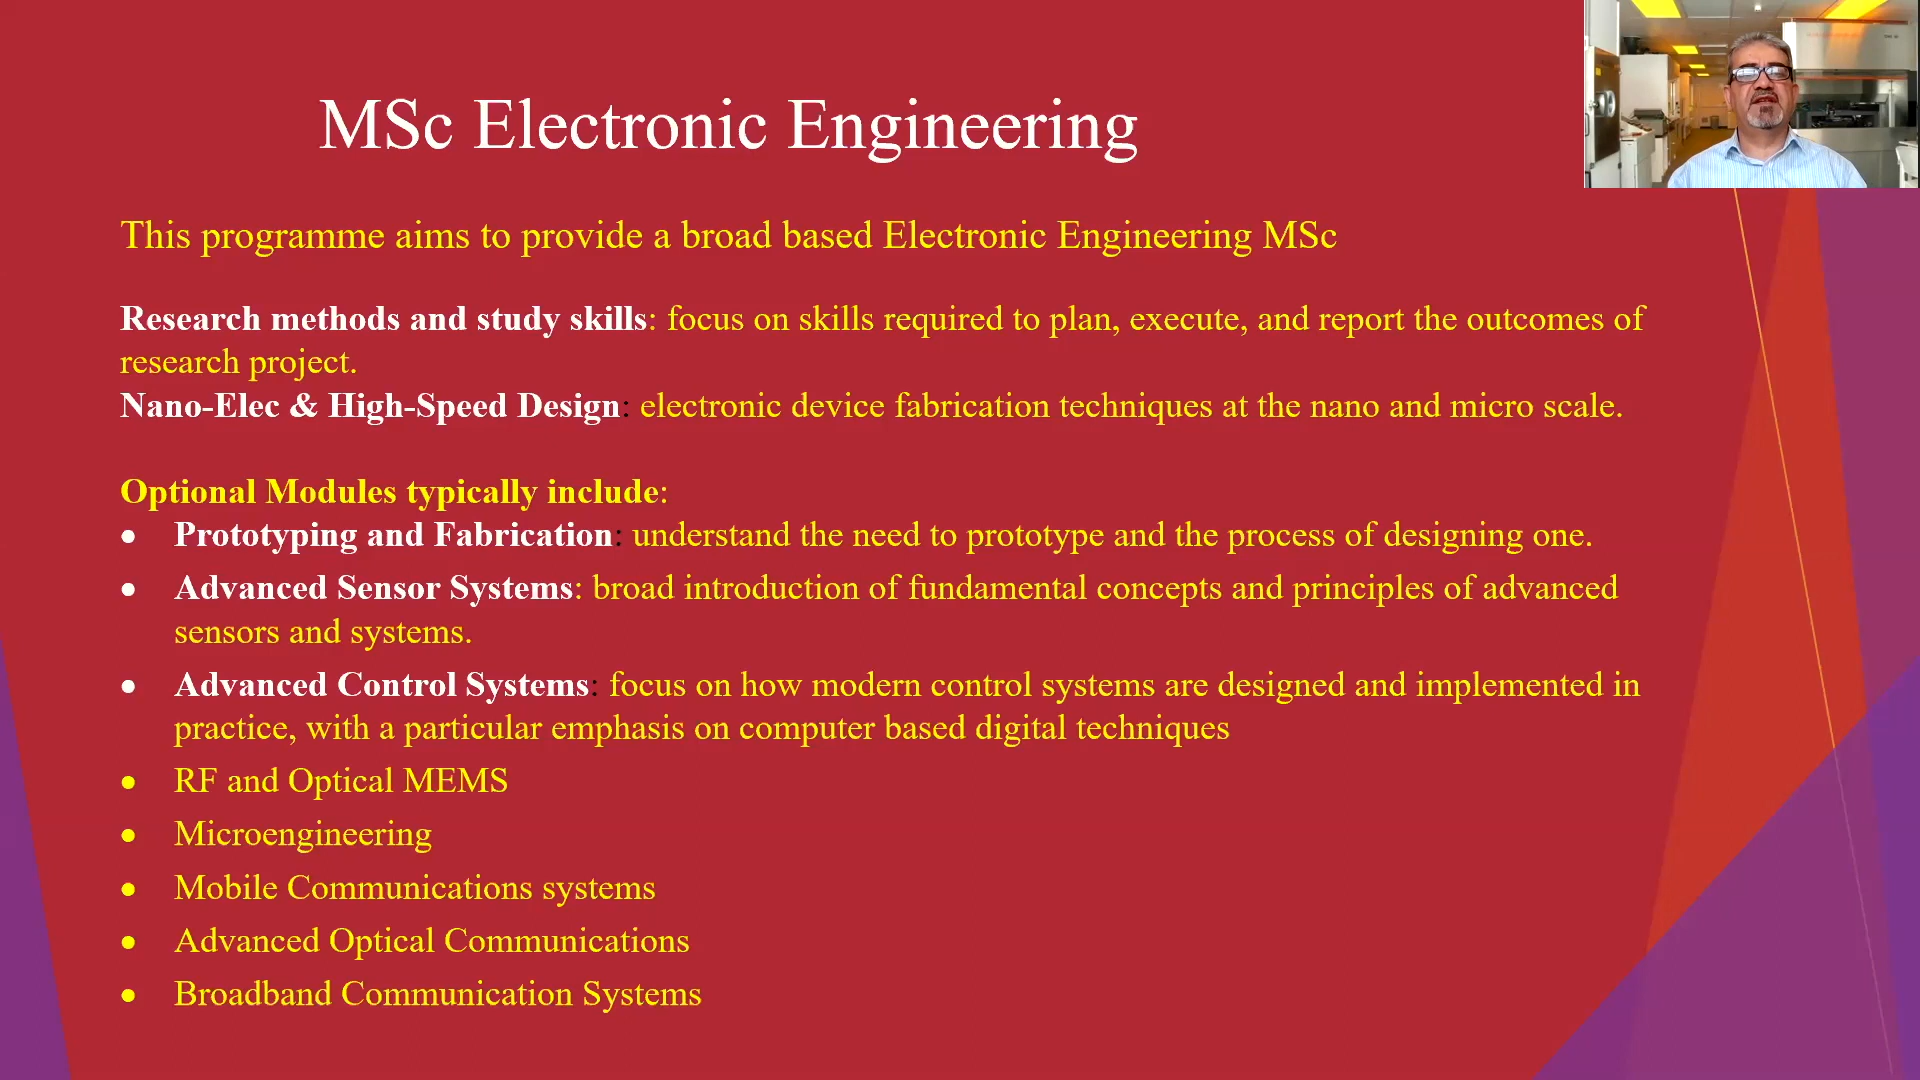 MSc Electronic Engineering
This programme aims to provide a broad based Electronic Engineering MSc
Research methods and study skills: focus on skills required to plan, execute, and report the outcomes of
research project.
Nano-Elec & High-Speed Design: electronic device fabrication techniques at the nano and micro scale.
Optional Modules typically include:
• Prototyping and Fabrication: understand the need to prototype and the process of designing one.
• Advanced Sensor Systems: broad introduction of fundamental concepts and principles of advanced
sensors and systems.
• Advanced Control Systems: focus on how modern control systems are designed and implemented in
practice, with a particular emphasis on computer based digital techniques
• RF and Optical MEMS
• Microengineering
• Mobile Communications systems
• Advanced Optical Communications
• Broadband Communication Systems